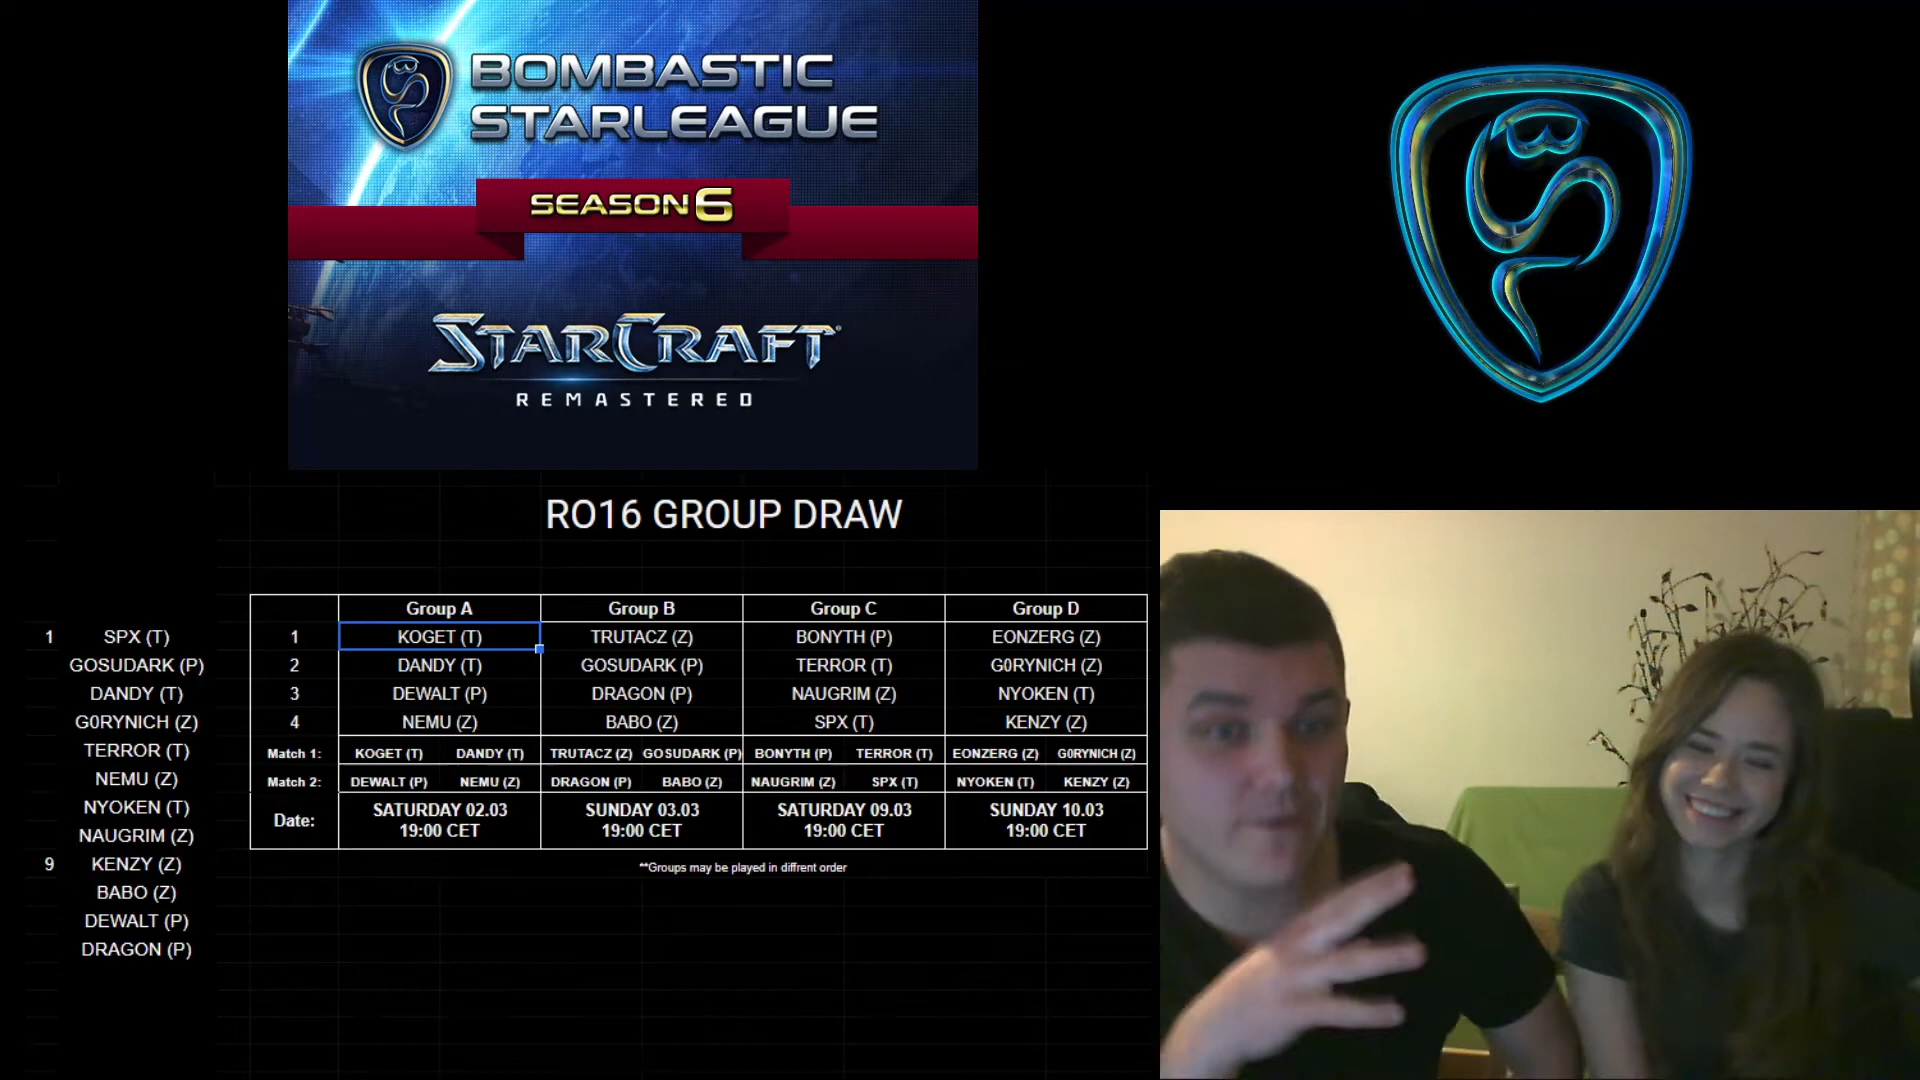 BOMBASTIC
STARLEAGUE
SEASON 6
STARCRAFT
REMASTERED
RO16 GROUP DRAW
Group A Group B Group C Group D
1 SPX (T) 1 KOGET (T) TRUTACZ (Z) BONYTH (P) EONZERG (Z)
GOSUDARK (P) 2 DANDY (T) GOSUDARK (P) TERROR (T) G0RYNICH (Z)
DANDY (T) 3 DEWALT (P) DRAGON (P) NAUGRIM (Z) NYOKEN (T)
G0RYNICH (Z) 4 NEMU (Z) BABO (Z) SPX (T) KENZY (Z)
TERROR (T) Match 1: KOGET (T) DANDY (T) TRUTACZ (Z) GOSUDARK (P) BONYTH (P) TERROR (T) EONZERG (Z) G0RYNICH (Z)
NEMU (Z) Match 2: DEWALT (P) NEMU (Z) DRAGON (P) BABO (Z) NAUGRIM (Z) SPX (T) NYOKEN (T) KENZY (Z)
NYOKEN (T) Date: SATURDAY 02.03 SUNDAY 03.03 SATURDAY 09.03 SUNDAY 10.03
NAUGRIM (Z) 19:00 CET 19:00 CET 19:00 CET 19:00 CET
9 KENZY (Z) **Groups may be played in diffrent order
BABO (Z)
DEWALT (P)
DRAGON (P)